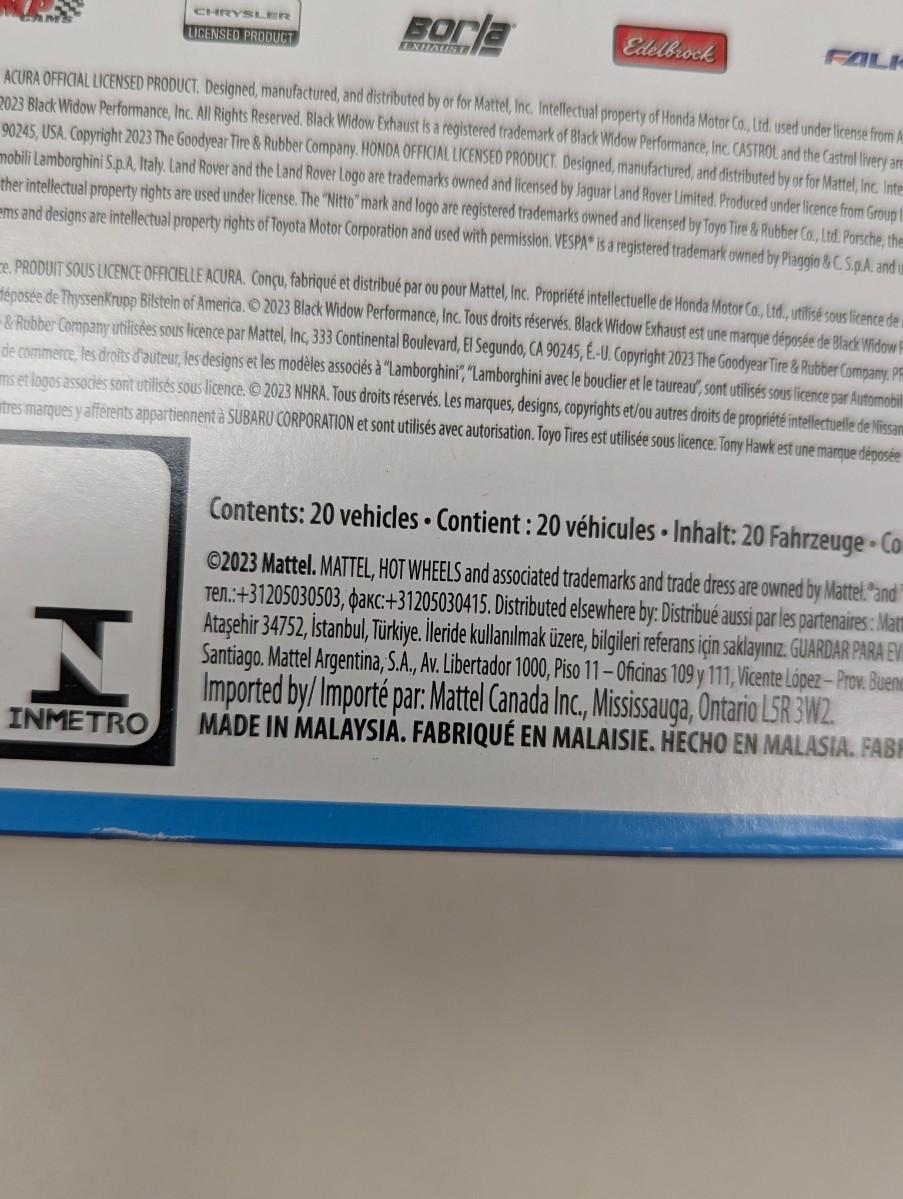 CAMS
CHRYSLER
LICENSED PRODUCT
Borla
EXHAUST
Edelbrock
ACURA OFFICIAL LICENSED PRODUCT. Designed, manufactured, and distributed by or for Mattel, Inc. Intellectual property of Honda Motor Co., Ltd. used under license from
2023 Black Widow Performance, Inc. All Rights Reserved. Black Widow Exhaust is a registered trademark of Black Widow Performance, Inc. CASTROL and the Castrol livery are
90245, USA. Copyright 2023 The Goodyear Tire & Rubber Company. HONDA OFFICIAL LICENSED PRODUCT. Designed, manufactured, and distributed by or for Mattel, Inc.
Lamborghini S.p.A, Italy. Land Rover and the Land Rover Logo are trademarks owned and licensed by Jaguar Land Rover Limited. Produced under licence from Group
ther intellectual property rights are used under license. The "Nitto" mark and logo are registered trademarks owned and licensed by Toyo Tire & Rubber Co., Ltd. Porsche, the
ems and designs are intellectual property rights of Toyota Motor Corporation and used with permission. VESPA® is a registered trademark owned by Piaggio & C. S.p.A. and
ce. PRODUIT SOUS LICENCE OFFICIELLE ACURA. Conçu, fabriqué et distribué par ou pour Mattel, Inc. Propriété intellectuelle de Honda Motor Co., Ltd., utilisé sous licence de
déposée de ThyssenKrupp Bilstein of America. © 2023 Black Widow Performance, Inc. Tous droits réservés. Black Widow Exhaust est une marque déposée de Black Widow
& Rubber Company utilisées sous licence par Mattel, Inc, 333 Continental Boulevard, El Segundo, CA 90245, É.-U. Copyright 2023 The Goodyear Tire & Rubber Company.
de commerce, les droits d'auteur, les designs et les modèles associés à "Lamborghini", "Lamborghini avec le bouclier et le taureau", sont utilisés sous licence par Automobil
ms et logos associés sont utilisés sous licence. © 2023 NHRA. Tous droits réservés. Les marques, designs, copyrights et/ou autres droits de propriété intellectuelle de Nissan
tres marques y afférents appartiennent à SUBARU CORPORATION et sont utilisés avec autorisation. Toyo Tires est utilisée sous licence. Tony Hawk est une marque déposée
Contents: 20 vehicles • Contient : 20 véhicules • Inhalt: 20 Fahrzeuge • Co
©2023 Mattel. MATTEL, HOT WHEELS and associated trademarks and trade dress are owned by Mattel. ®and
тел.:+31205030503, факс:+31205030415. Distributed elsewhere by: Distribué aussi par les partenaires : Matt
Ataşehir 34752, İstanbul, Türkiye. İleride kullanılmak üzere, bilgileri referans için saklayınız. GUARDAR PARA EV
Santiago. Mattel Argentina, S.A., Av. Libertador 1000, Piso 11 – Oficinas 109 y 111, Vicente López – Prov. Buen
Imported by/ Importé par: Mattel Canada Inc., Mississauga, Ontario L5R 3W2.
MADE IN MALAYSIA. FABRIQUÉ EN MALAISIE. HECHO EN MALASIA. FAB
N
INMETRO